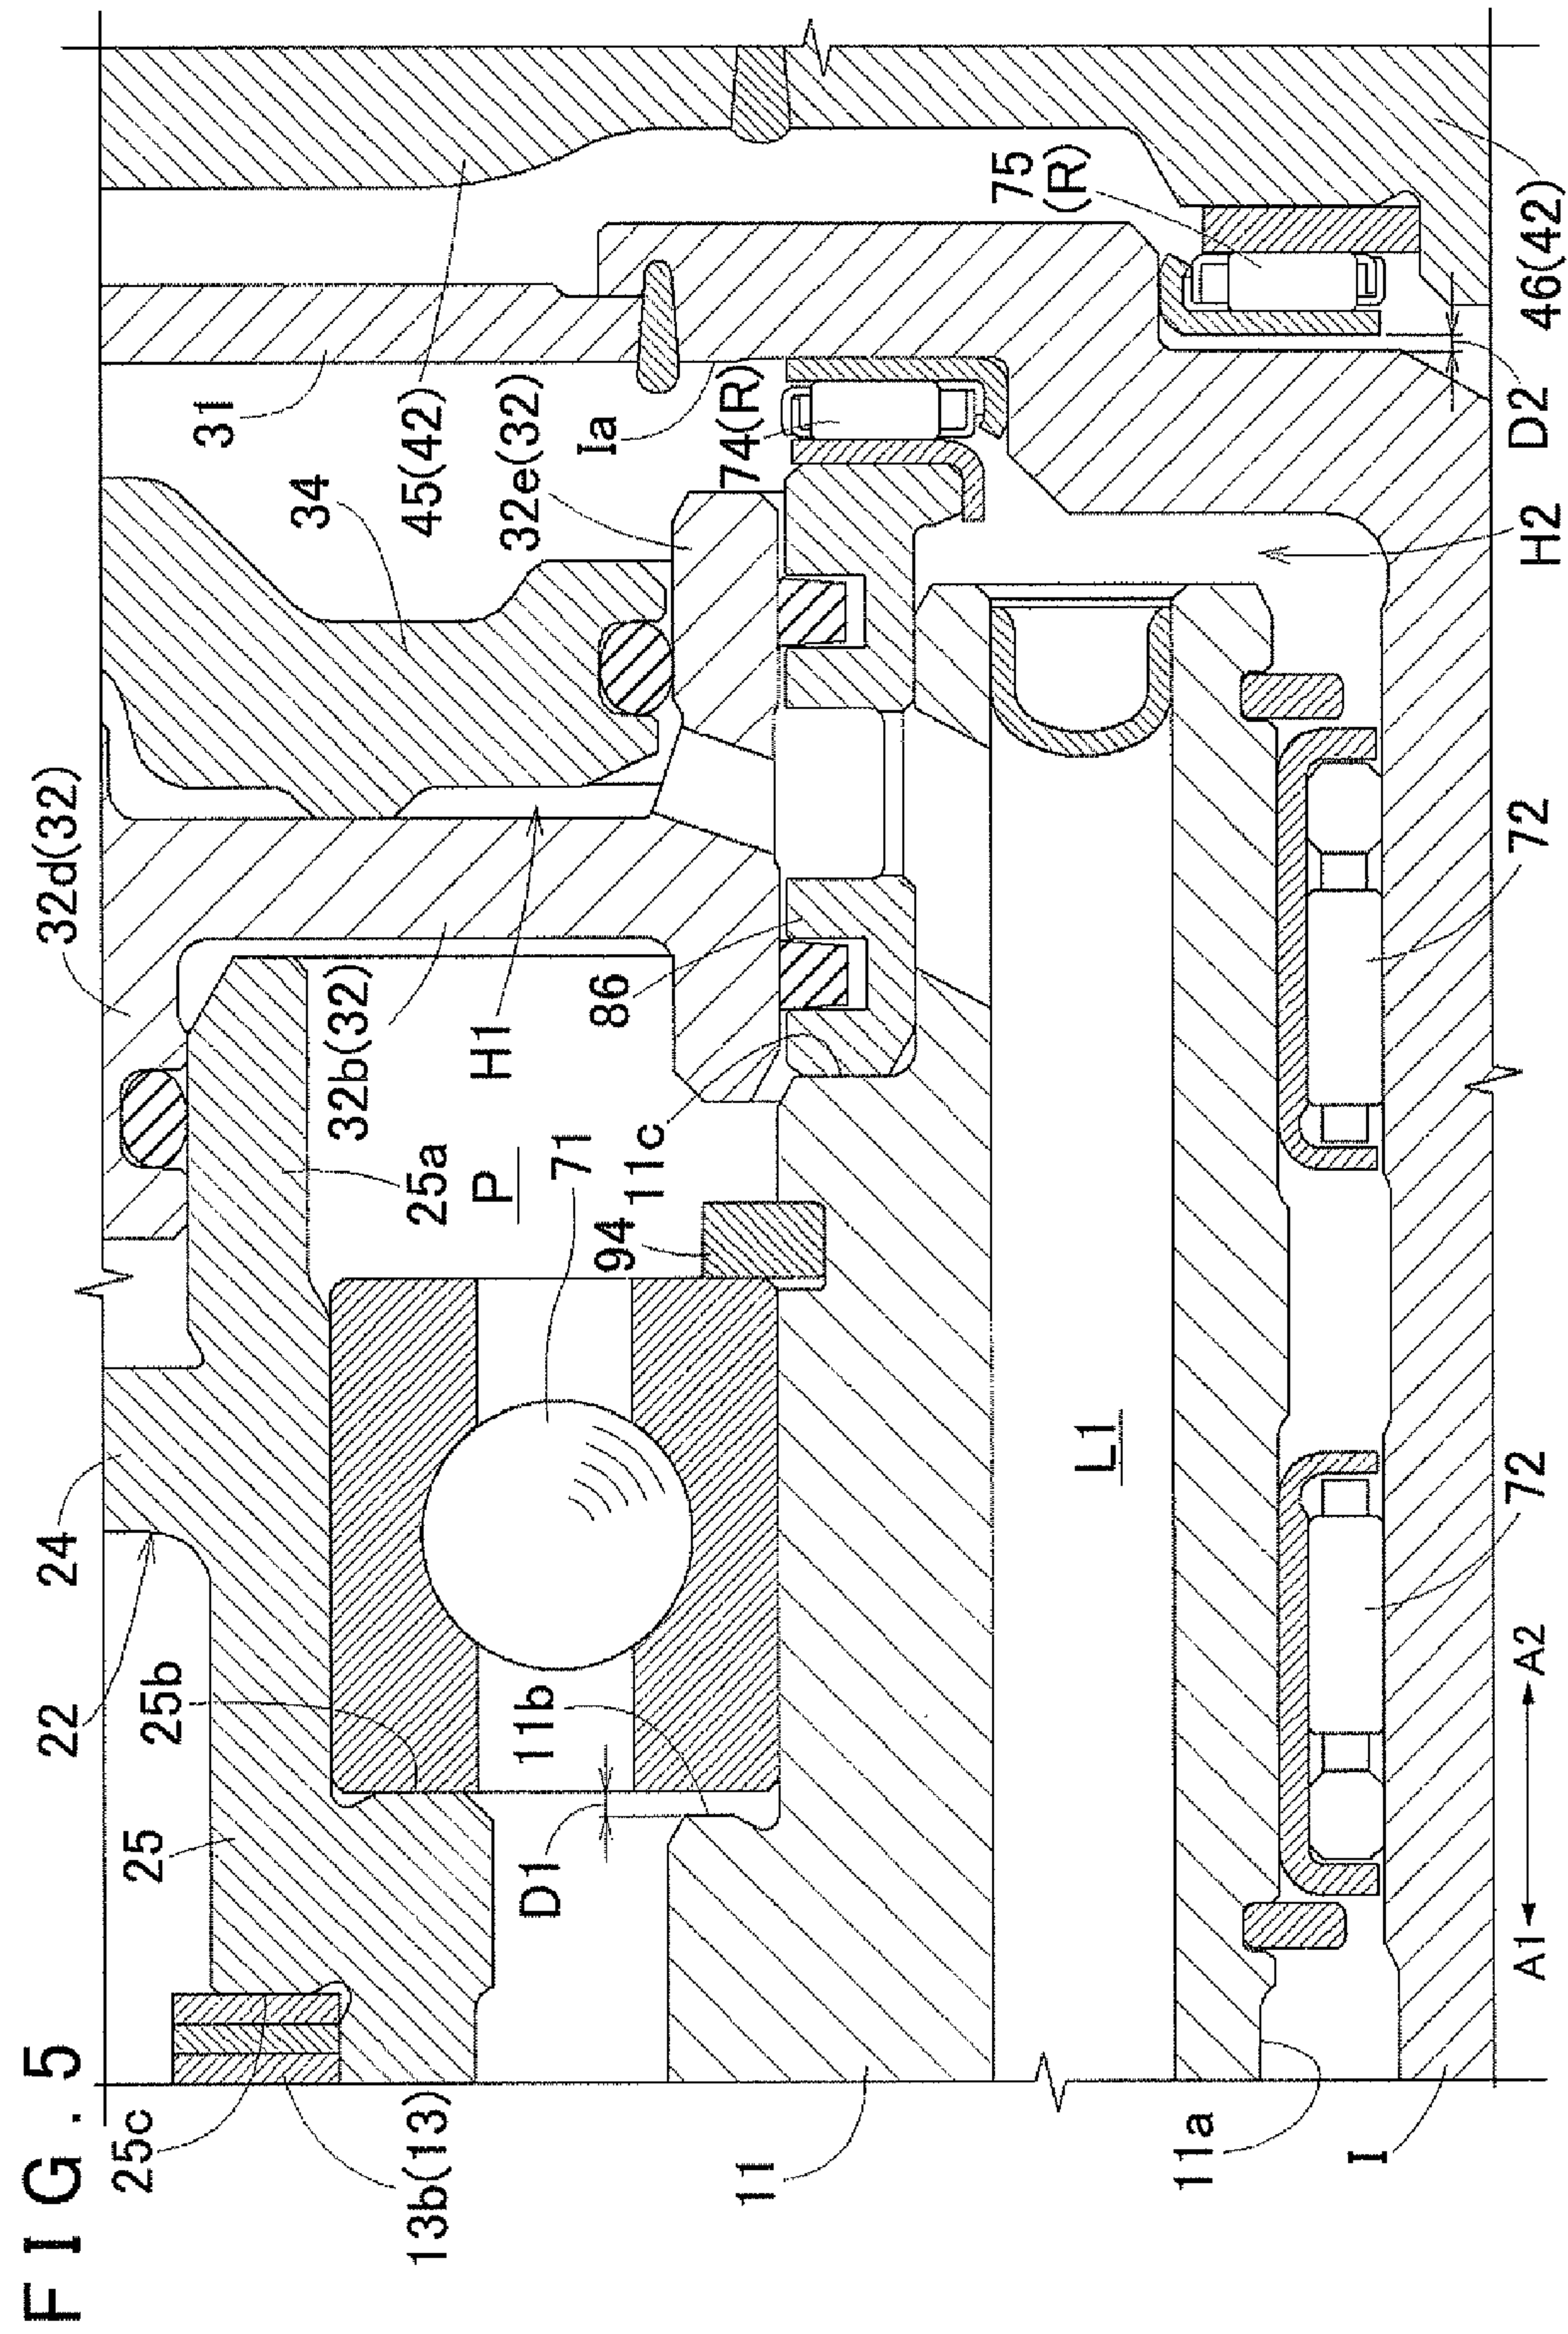 FIG. 5
22
24
32d(32)
25c
25
25b
13b(13)
25a
32b(32)
34
31
D1
11b
P
H1
45(42)
71
94
11c
86
32e(32)
Ia
11
74(R)
75
(R)
L1
11a
I
A1
A2
72
72
H2
D2
46(42)